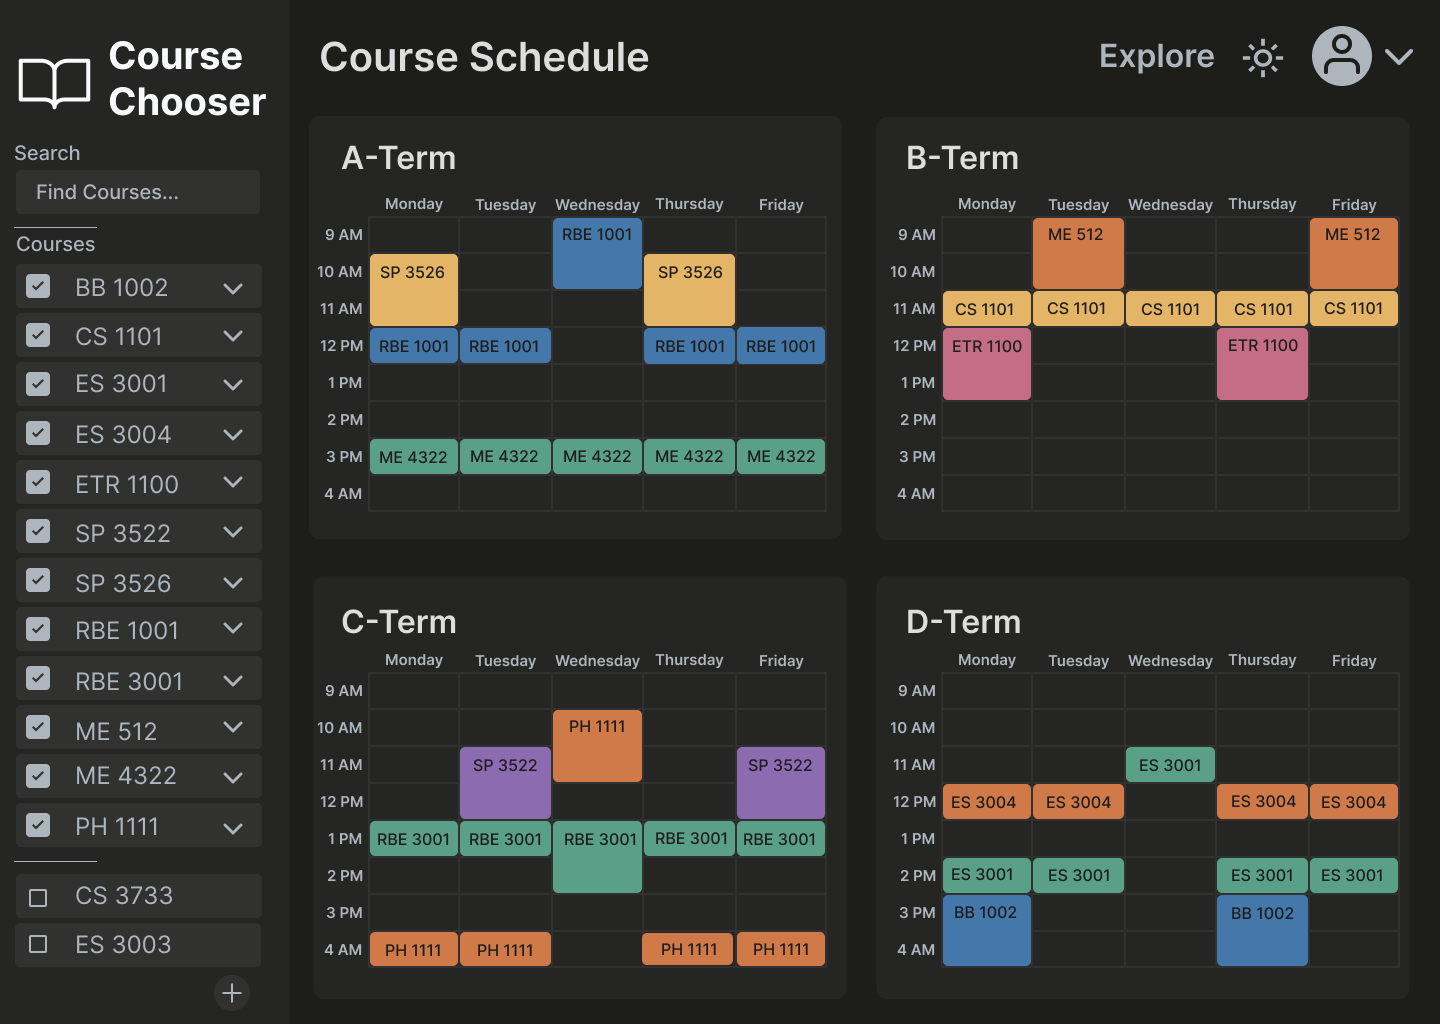 Course
Chooser
Search
Find Courses...
Courses
BB 1002
CS 1101
ES 3001
ES 3004
ETR 1100
SP 3522
SP 3526
RBE 1001
RBE 3001
ME 512
ME 4322
PH 1111
CS 3733
ES 3003
Course Schedule
Explore
A-Term
Monday Tuesday Wednesday Thursday Friday
9 AM RBE 1001
10 AM SP 3526 SP 3526
11 AM
12 PM RBE 1001 RBE 1001 RBE 1001 RBE 1001
1 PM
2 PM
3 PM ME 4322 ME 4322 ME 4322 ME 4322 ME 4322
4 AM
B-Term
Monday Tuesday Wednesday Thursday Friday
9 AM ME 512 ME 512
10 AM
11 AM CS 1101 CS 1101 CS 1101 CS 1101 CS 1101
12 PM ETR 1100 ETR 1100
1 PM
2 PM
3 PM
4 AM
C-Term
Monday Tuesday Wednesday Thursday Friday
9 AM
10 AM PH 1111
11 AM SP 3522 SP 3522
12 PM
1 PM RBE 3001 RBE 3001 RBE 3001 RBE 3001 RBE 3001
2 PM
3 PM
4 AM PH 1111 PH 1111 PH 1111 PH 1111
D-Term
Monday Tuesday Wednesday Thursday Friday
9 AM
10 AM
11 AM ES 3001
12 PM ES 3004 ES 3004 ES 3004 ES 3004
1 PM
2 PM ES 3001 ES 3001 ES 3001 ES 3001
3 PM BB 1002 BB 1002
4 AM